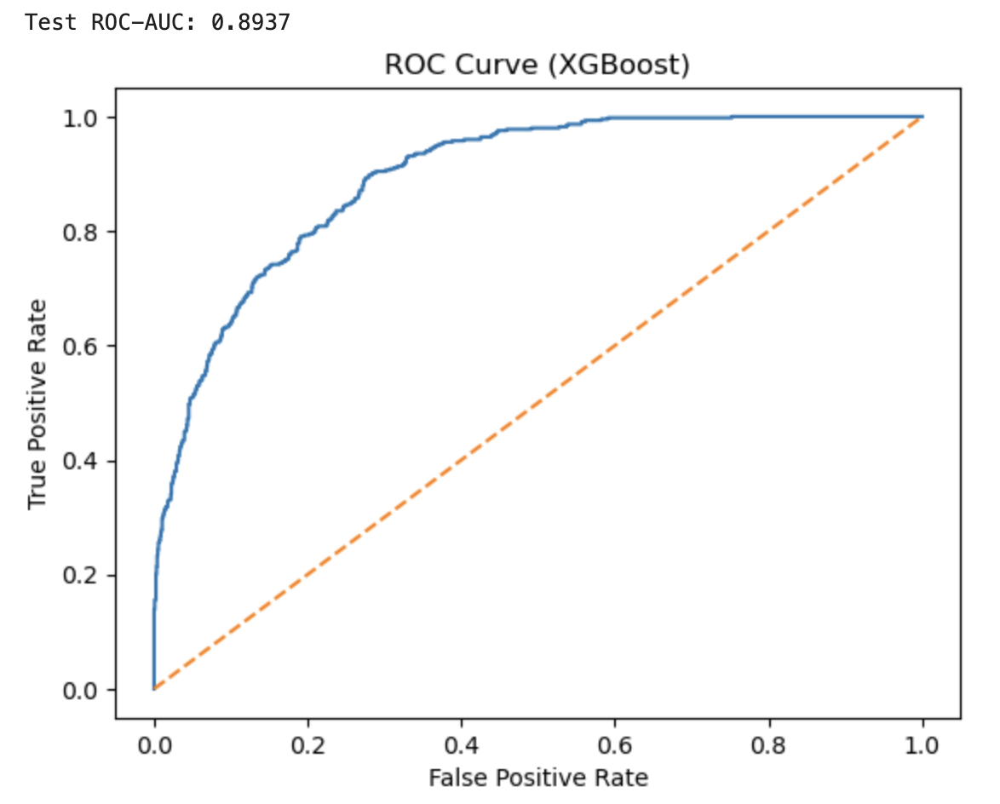 Test ROC-AUC: 0.8937
ROC Curve (XGBoost)
1.0
0.8
0.6
0.4
0.2
0.0
True Positive Rate
0.0 0.2 0.4 0.6 0.8 1.0
False Positive Rate